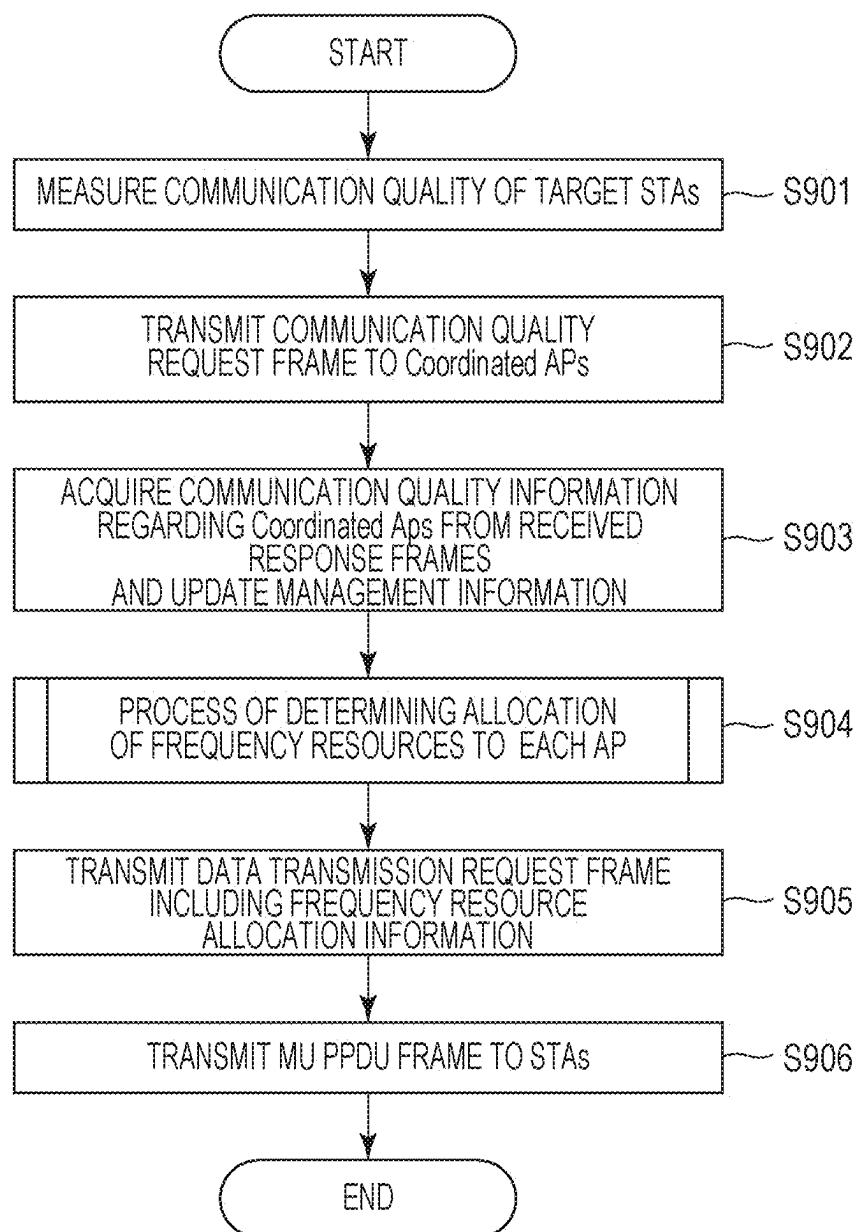 START
MEASURE COMMUNICATION QUALITY OF TARGET STAs
S901
TRANSMIT COMMUNICATION QUALITY
REQUEST FRAME TO Coordinated APs
S902
ACQUIRE COMMUNICATION QUALITY INFORMATION
REGARDING Coordinated Aps FROM RECEIVED
RESPONSE FRAMES
AND UPDATE MANAGEMENT INFORMATION
S903
PROCESS OF DETERMINING ALLOCATION
OF FREQUENCY RESOURCES TO EACH AP
S904
TRANSMIT DATA TRANSMISSION REQUEST FRAME
INCLUDING FREQUENCY RESOURCE
ALLOCATION INFORMATION
S905
TRANSMIT MU PPDU FRAME TO STAs
S906
END